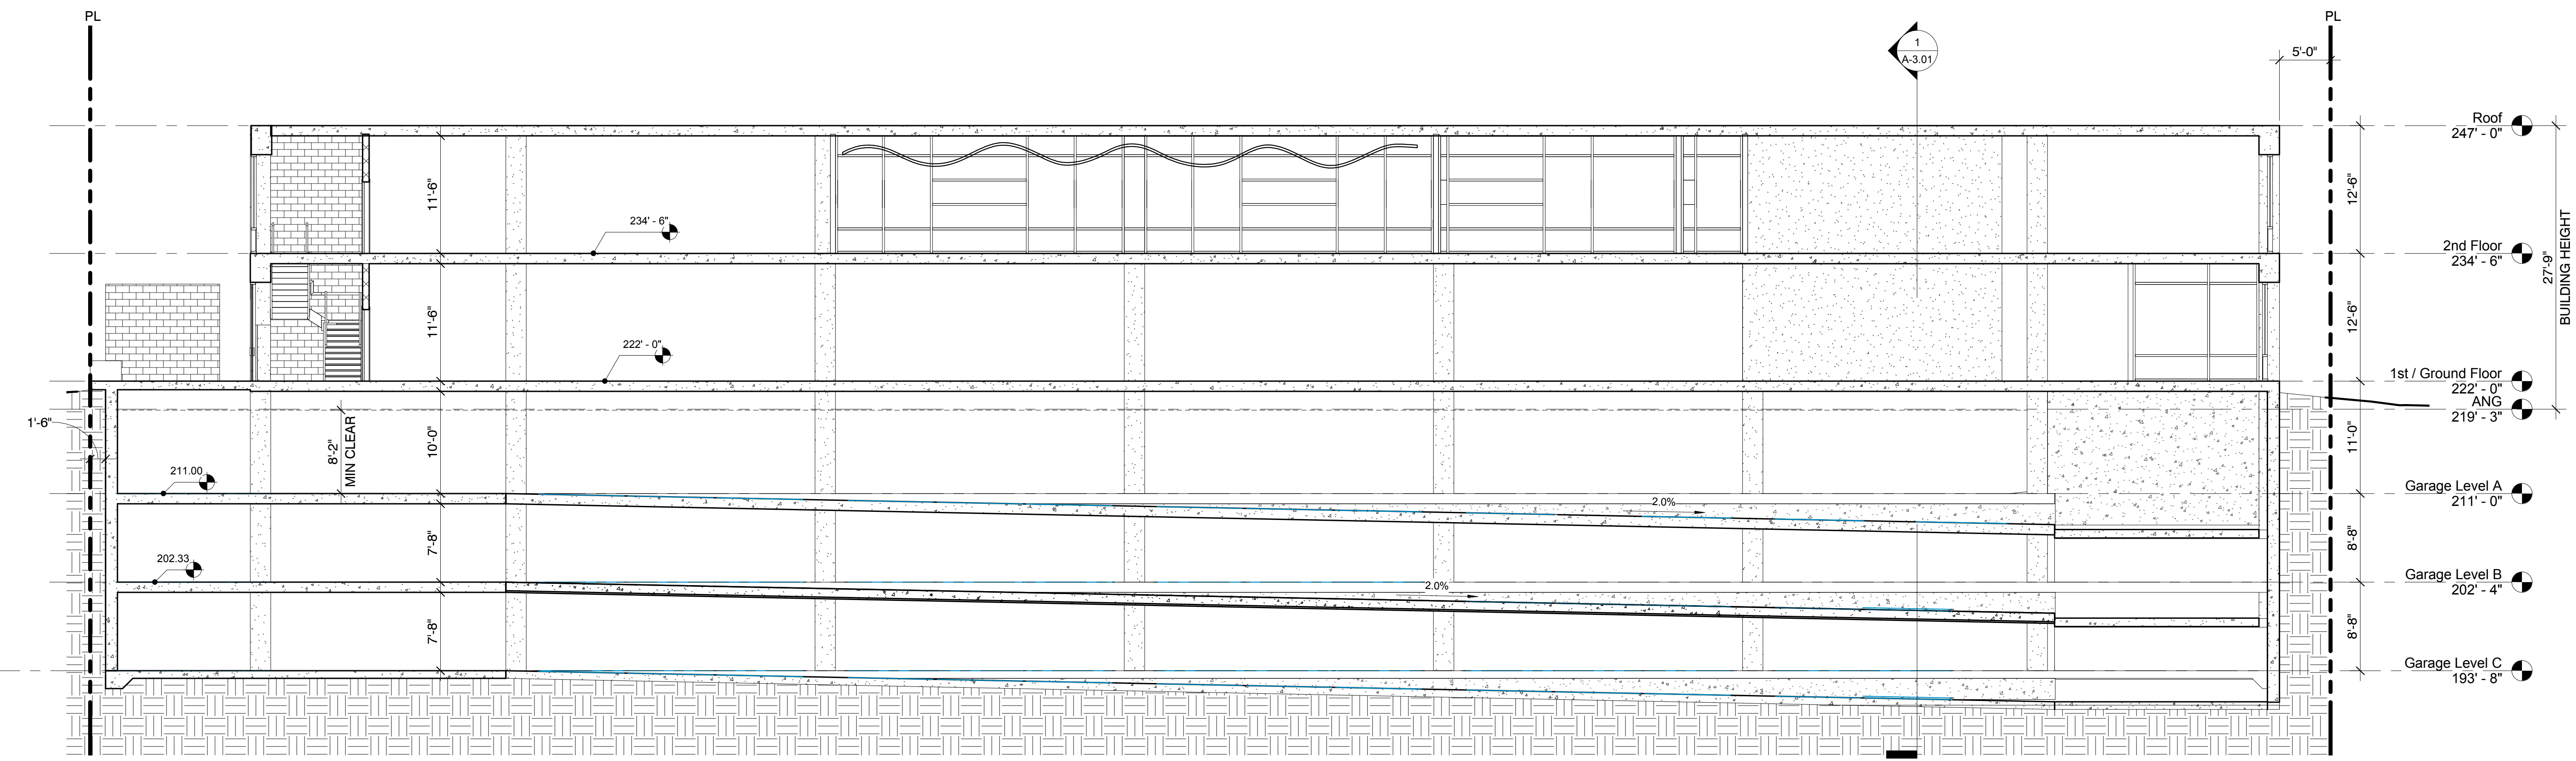 PL
PL
1
A-3.01
5'-0"
Roof
247' - 0"
11'-6"
12'-6"
234' - 6"
2nd Floor
234' - 6"
27'-9"
BUILDING HEIGHT
11'-6"
12'-6"
222' - 0"
1st / Ground Floor
222' - 0"
ANG
219' - 3"
1'-6"
8'-2"
MIN CLEAR
10'-0"
11'-0"
211.00
Garage Level A
211' - 0"
2.0%
7'-8"
8'-8"
202.33
Garage Level B
202' - 4"
2.0%
7'-8"
8'-8"
Garage Level C
193' - 8"